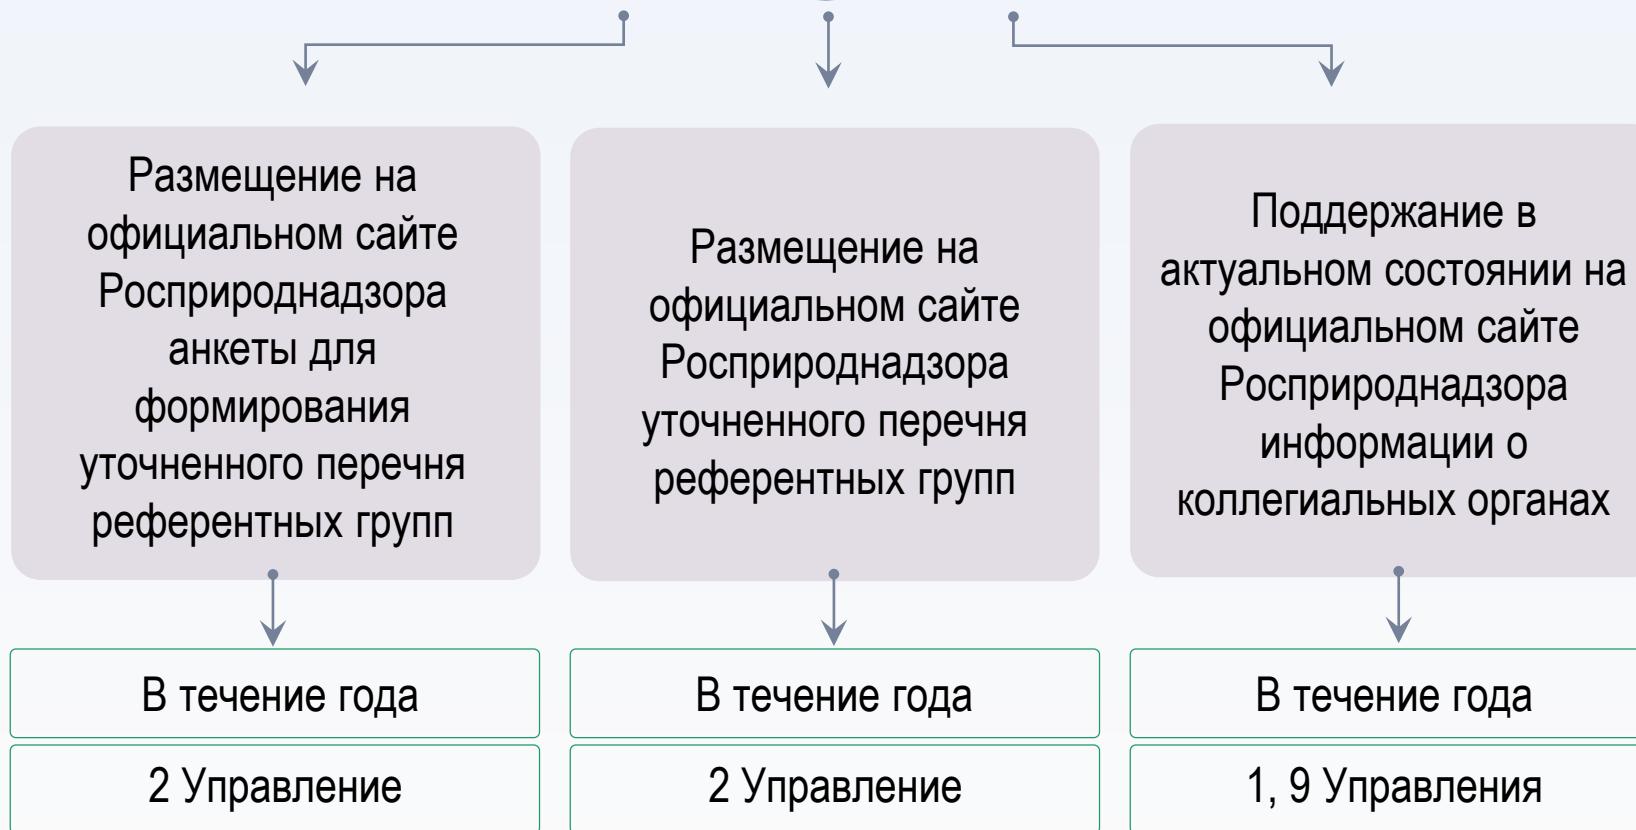 Размещение на
официальном сайте
Росприроднадзора
анкеты для
формирования
уточненного перечня
референтных групп
Размещение на
официальном сайте
Росприроднадзора
уточненного перечня
референтных групп
Поддержание в
актуальном состоянии на
официальном сайте
Росприроднадзора
информации о
коллегиальных органах
В течение года
В течение года
В течение года
2 Управление
2 Управление
1, 9 Управления